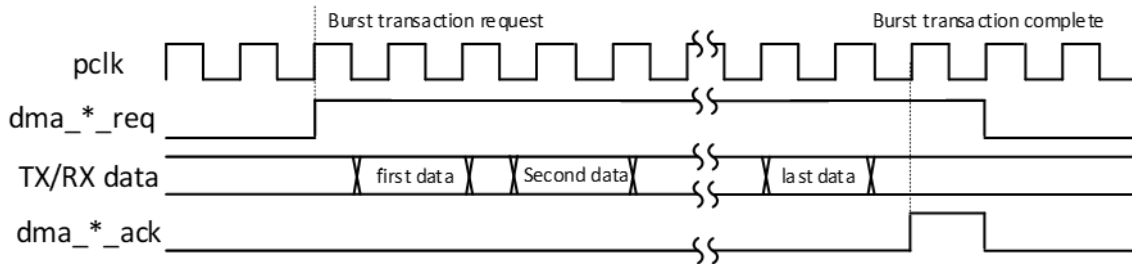 Burst transaction request
Burst transaction complete
pclk
dma_*_req
TX/RX data
first data
Second data
last data
dma_*_ack